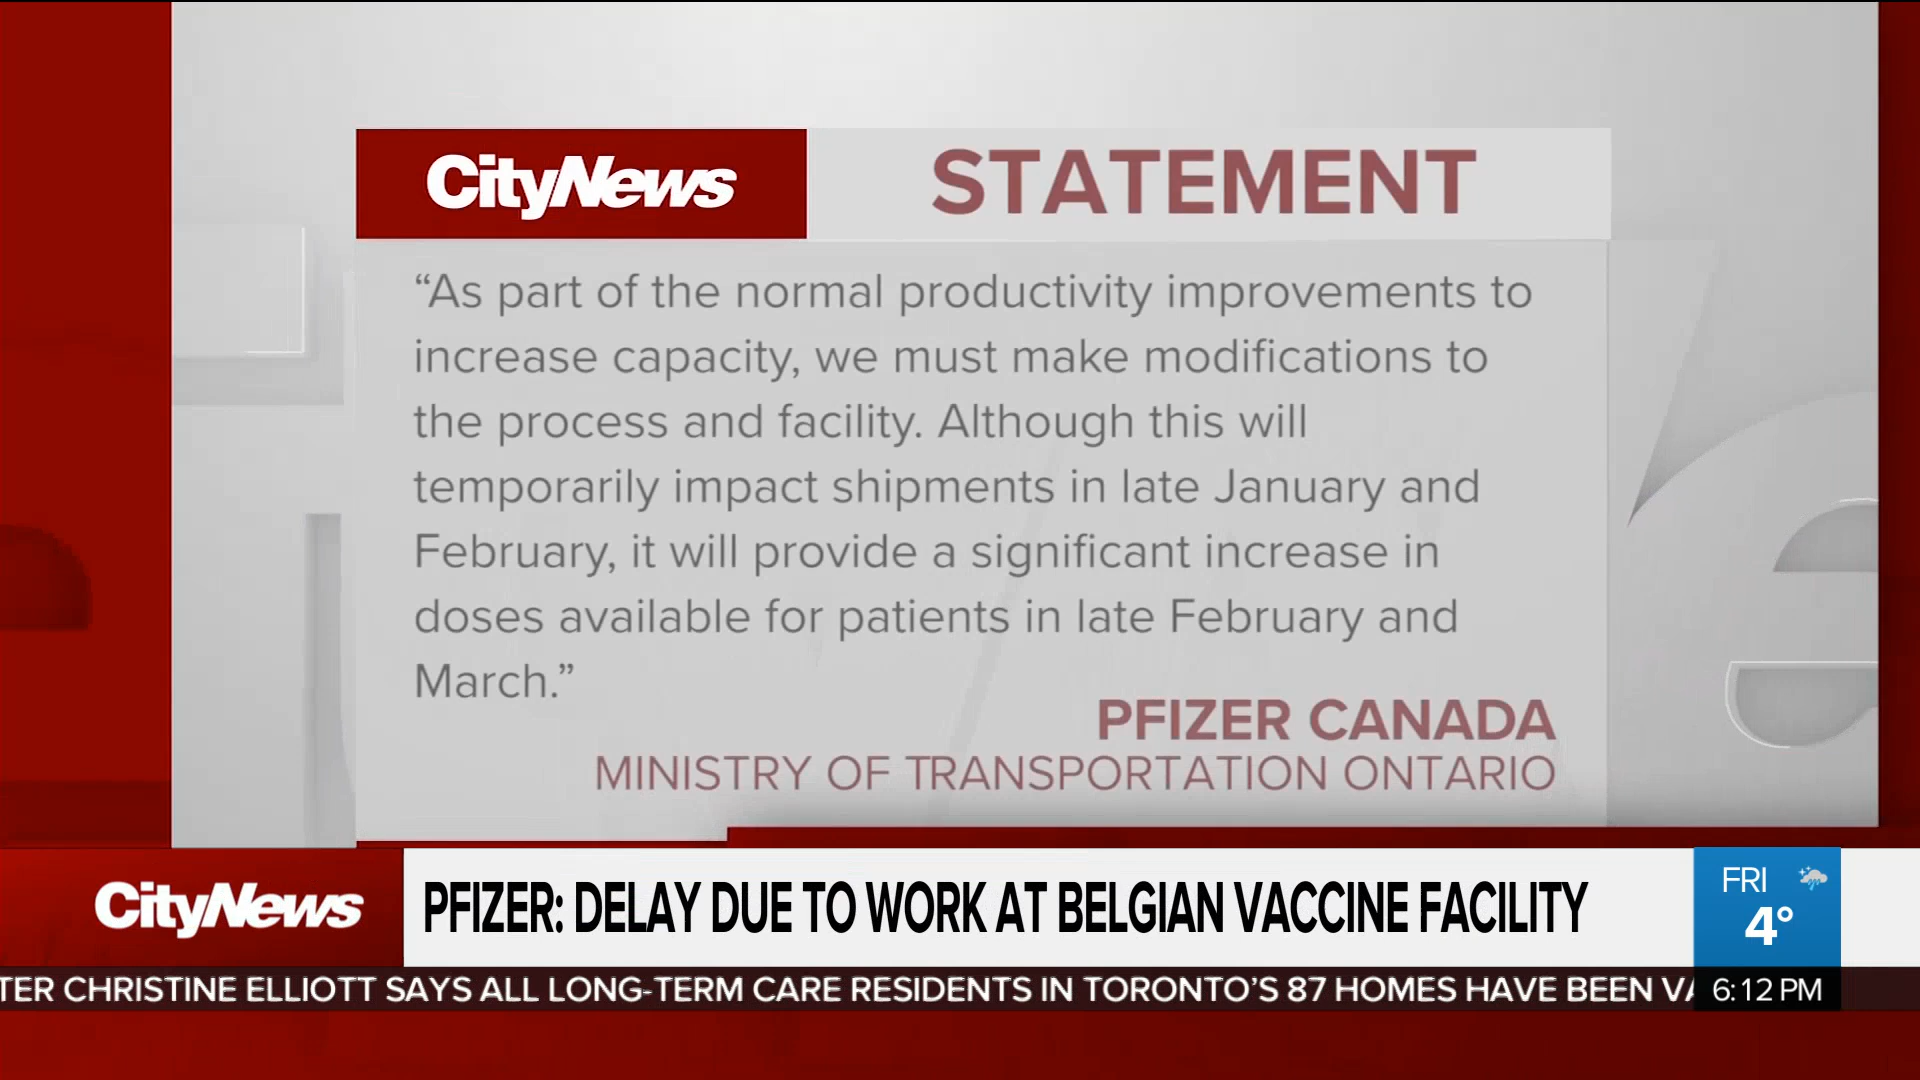 CityNews STATEMENT
“As part of the normal productivity improvements to
increase capacity, we must make modifications to
the process and facility. Although this will
temporarily impact shipments in late January and
February, it will provide a significant increase in
doses available for patients in late February and
March.”
PFIZER CANADA
MINISTRY OF TRANSPORTATION ONTARIO
CityNews PFIZER: DELAY DUE TO WORK AT BELGIAN VACCINE FACILITY
FRI
4°
TER CHRISTINE ELLIOTT SAYS ALL LONG-TERM CARE RESIDENTS IN TORONTO’S 87 HOMES HAVE BEEN VA 6:12 PM